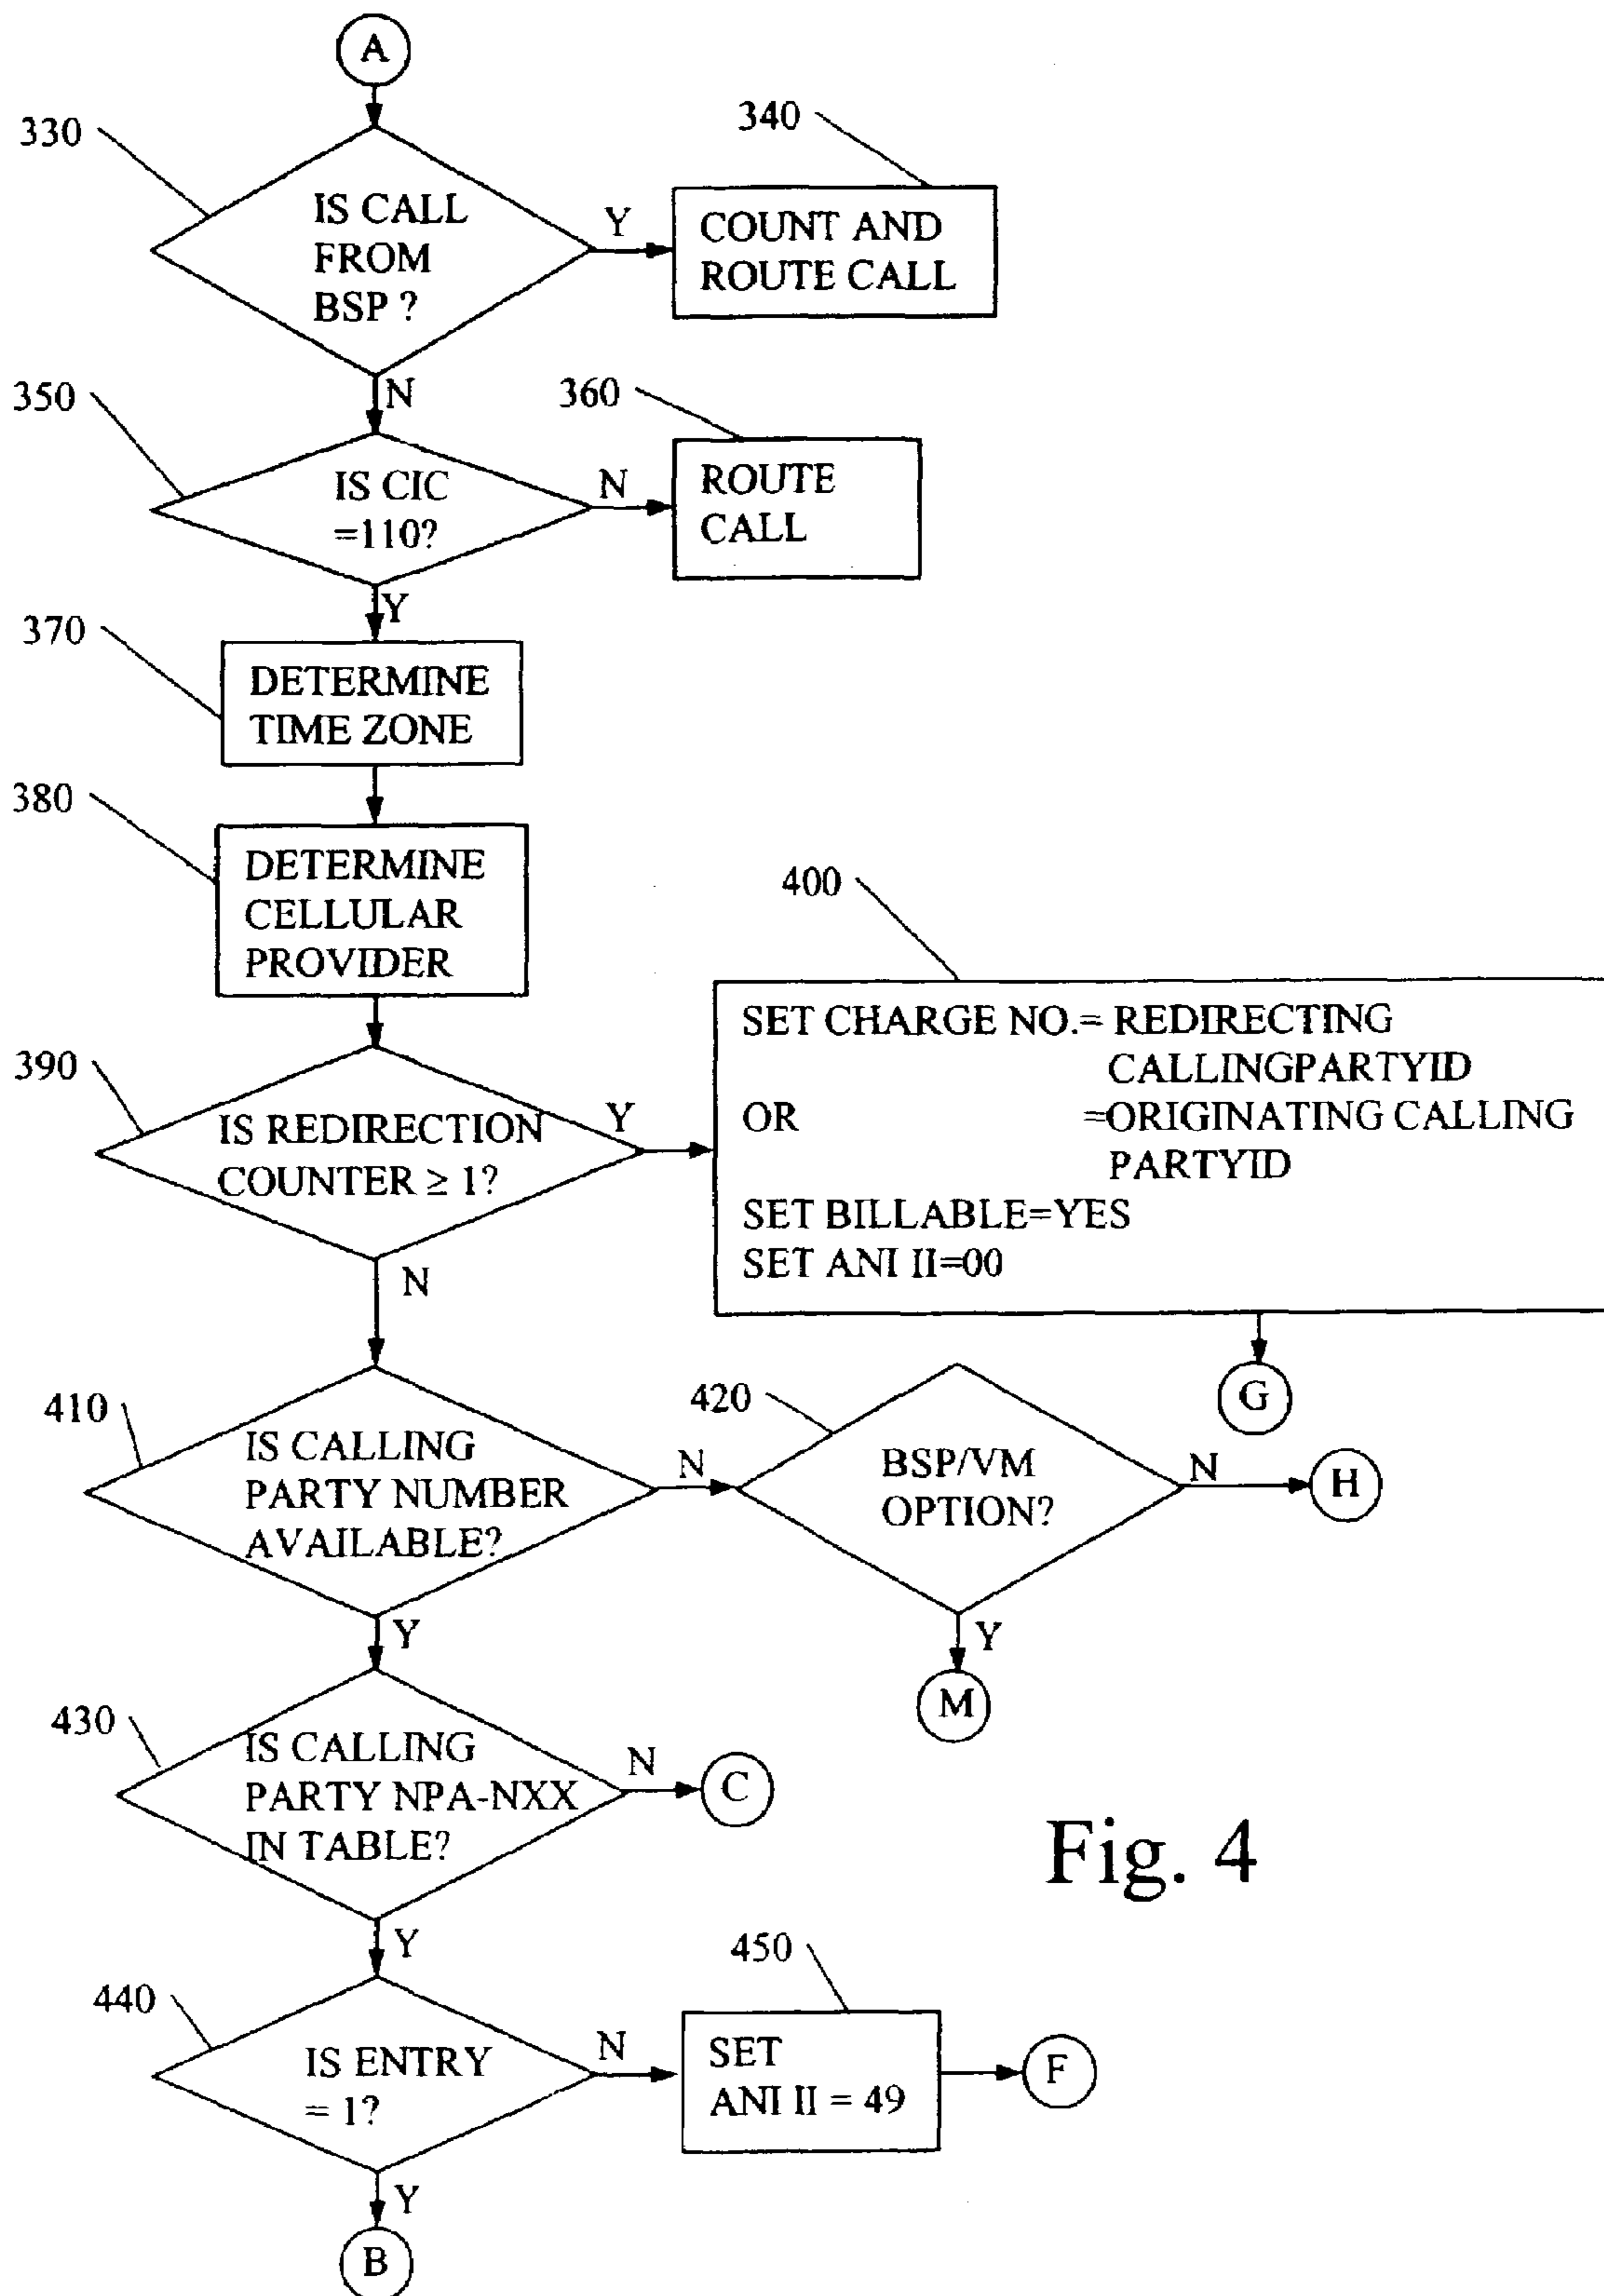 A
330
340
IS CALL
FROM
BSP ?
Y
COUNT AND
ROUTE CALL
N
350
360
IS CIC
=110?
N
ROUTE
CALL
Y
370
DETERMINE
TIME ZONE
380
DETERMINE
CELLULAR
PROVIDER
400
390
IS REDIRECTION
COUNTER ≥ 1?
Y
SET CHARGE NO.= REDIRECTING
CALLINGPARTYID
OR =ORIGINATING CALLING
PARTYID
SET BILLABLE=YES
SET ANI II=00
N
G
410
420
IS CALLING
PARTY NUMBER
AVAILABLE?
N
BSP/VM
OPTION?
N
H
Y
Y
M
430
IS CALLING
PARTY NPA-NXX
IN TABLE?
N
C
Fig. 4
Y
440
450
IS ENTRY
= 1?
N
SET
ANI II = 49
F
Y
B